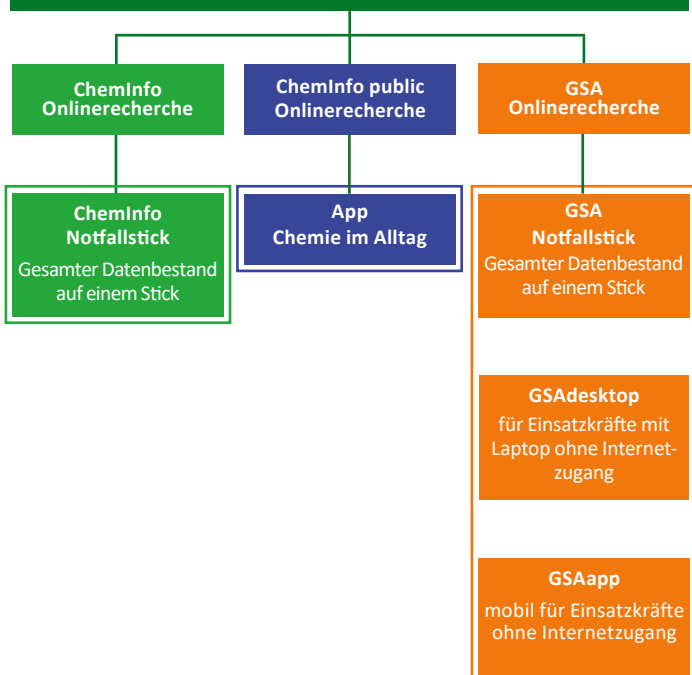 ChemInfo
Onlinerecherche
ChemInfo public
Onlinerecherche
GSA
Onlinerecherche
ChemInfo
Notfallstick
Gesamter Datenbestand
auf einem Stick
App
Chemie im Alltag
GSA
Notfallstick
Gesamter Datenbestand
auf einem Stick
GSAdesktop
für Einsatzkräfte mit
Laptop ohne Internet-
zugang
GSAapp
mobil für Einsatzkräfte
ohne Internetzugang